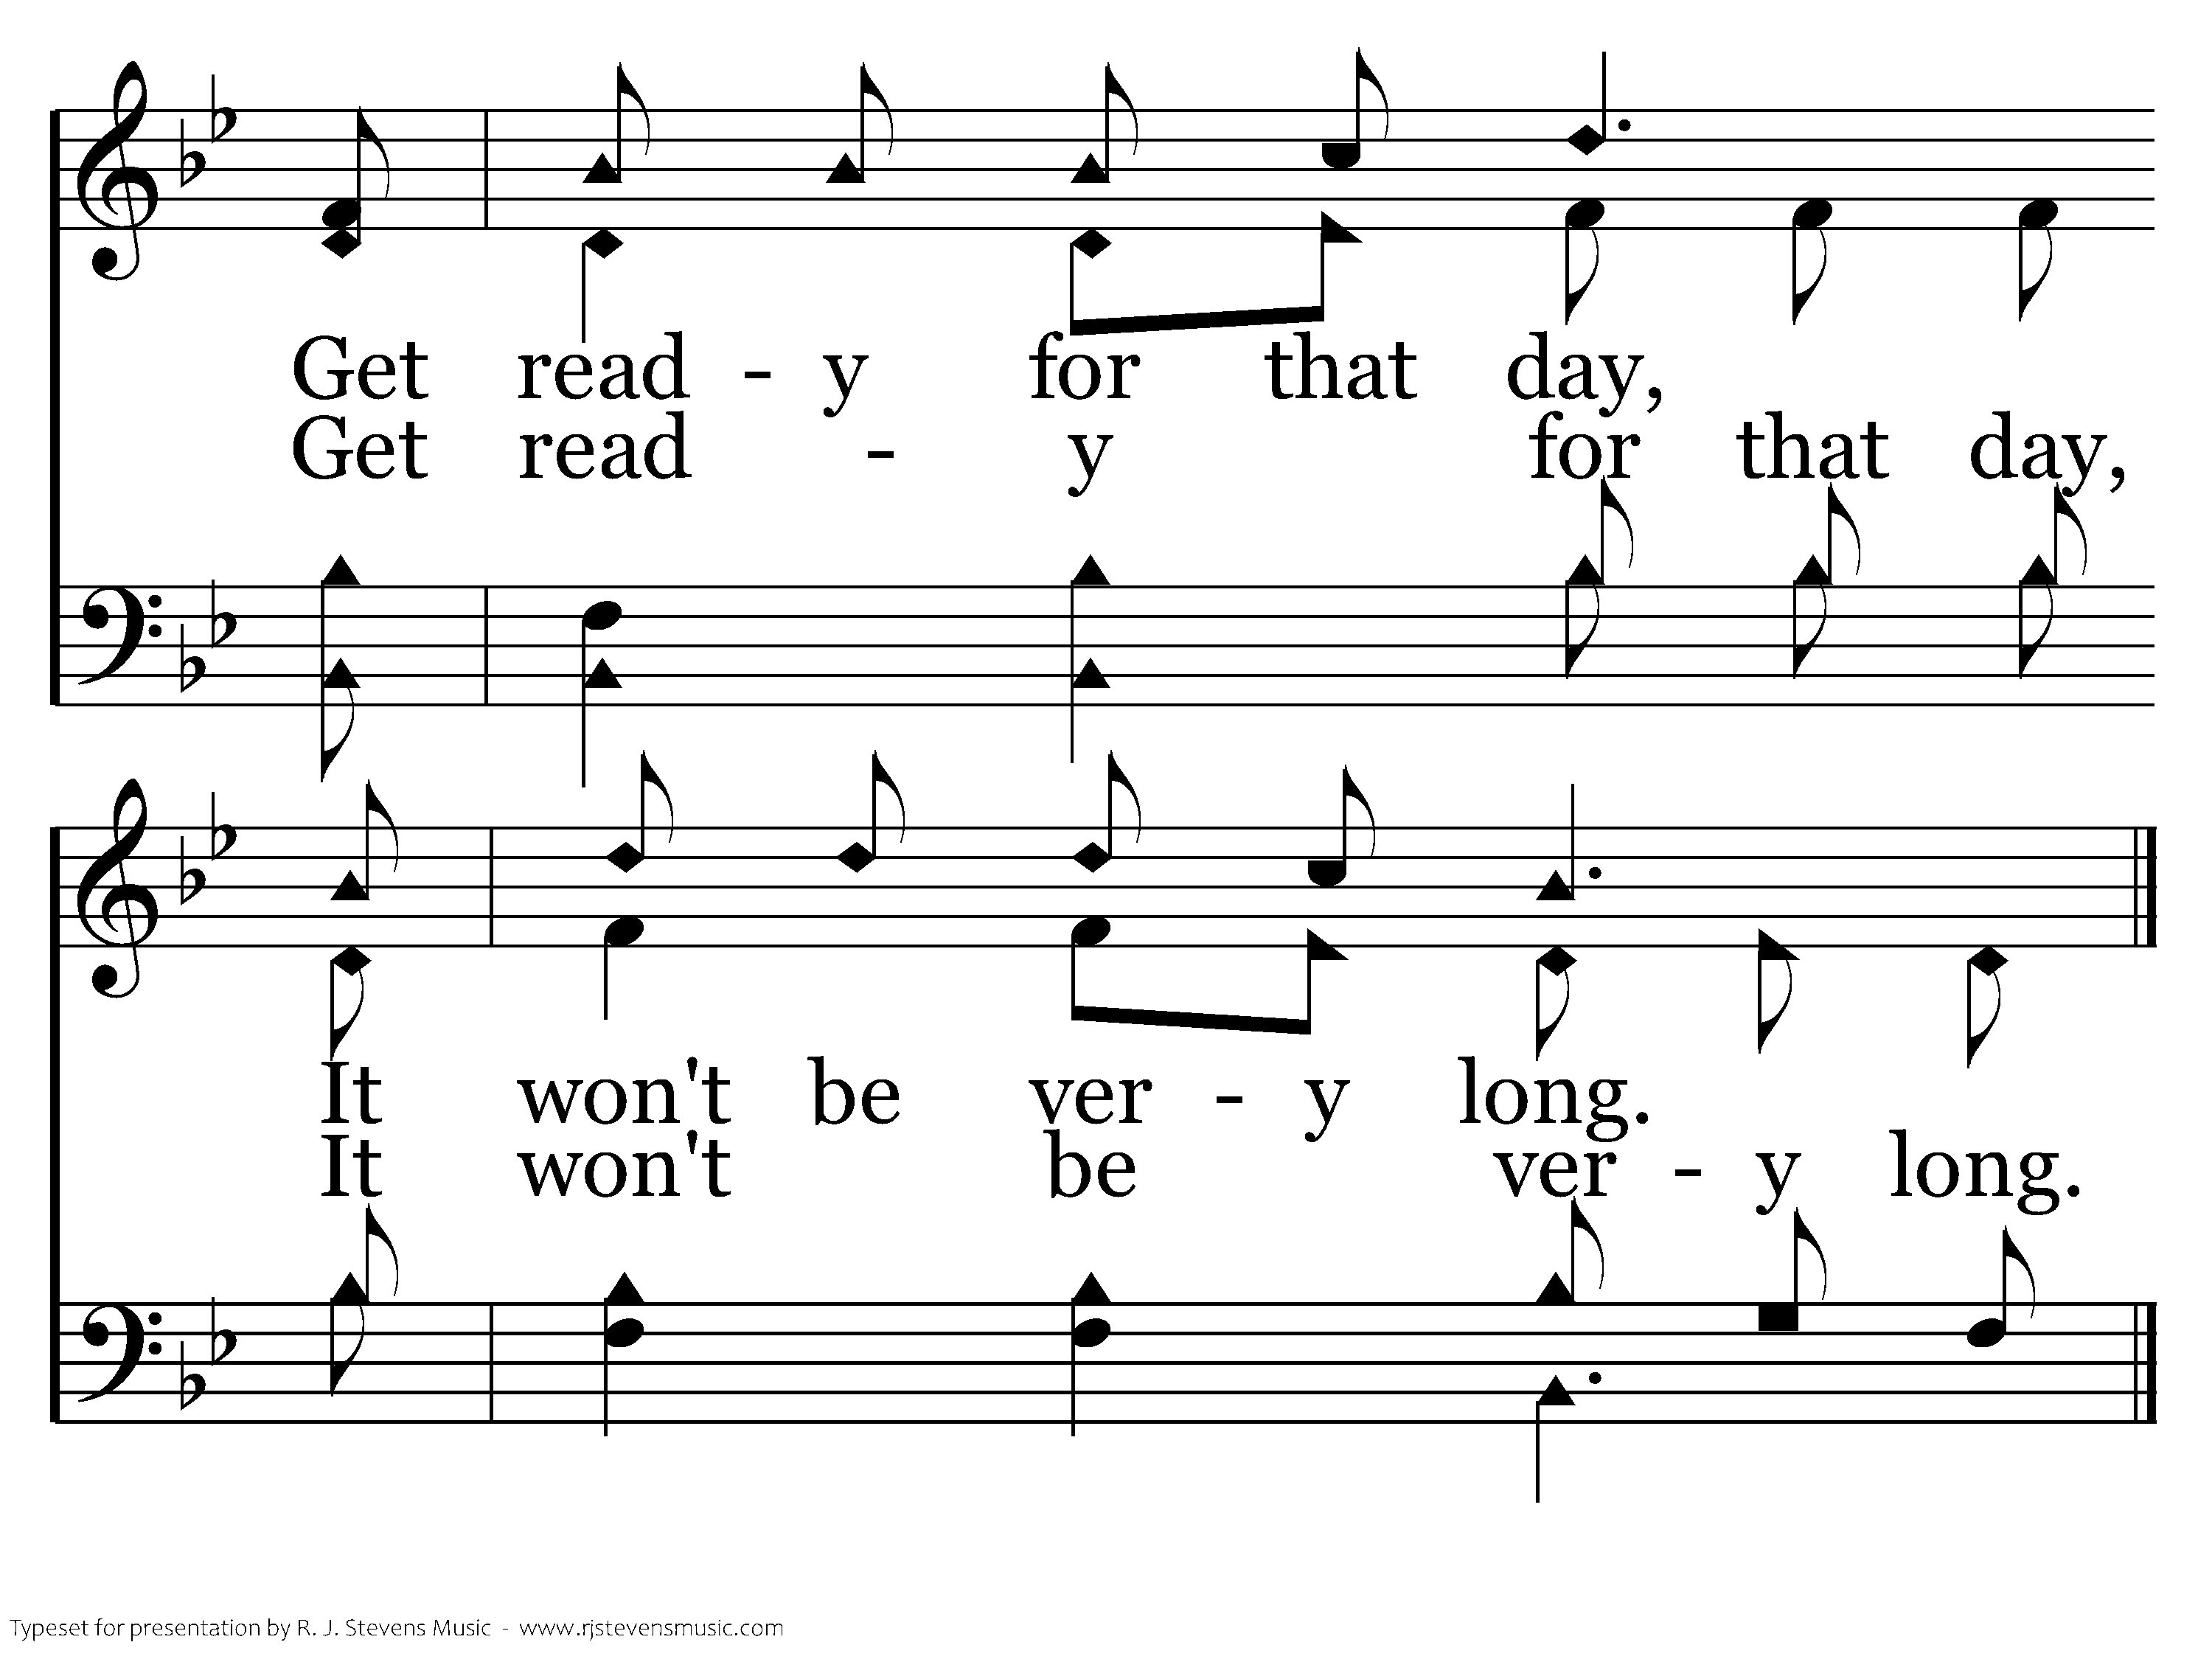 Get read - y for that day,
Get read - y for that day,
It won't be ver - y long.
It won't be ver - y long.
Typeset for presentation by R. J. Stevens Music - www.rjstevensmusic.com